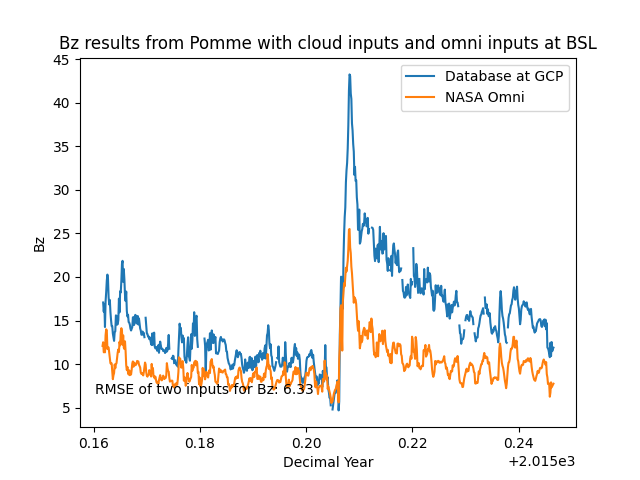 Bz results from Pomme with cloud inputs and omni inputs at BSL
Database at GCP
NASA Omni
45
40
35
30
25
20
15
10
5
Bz
RMSE of two inputs for Bz: 6.33
0.16
0.18
0.20
0.22
0.24
Decimal Year
+2.015e3